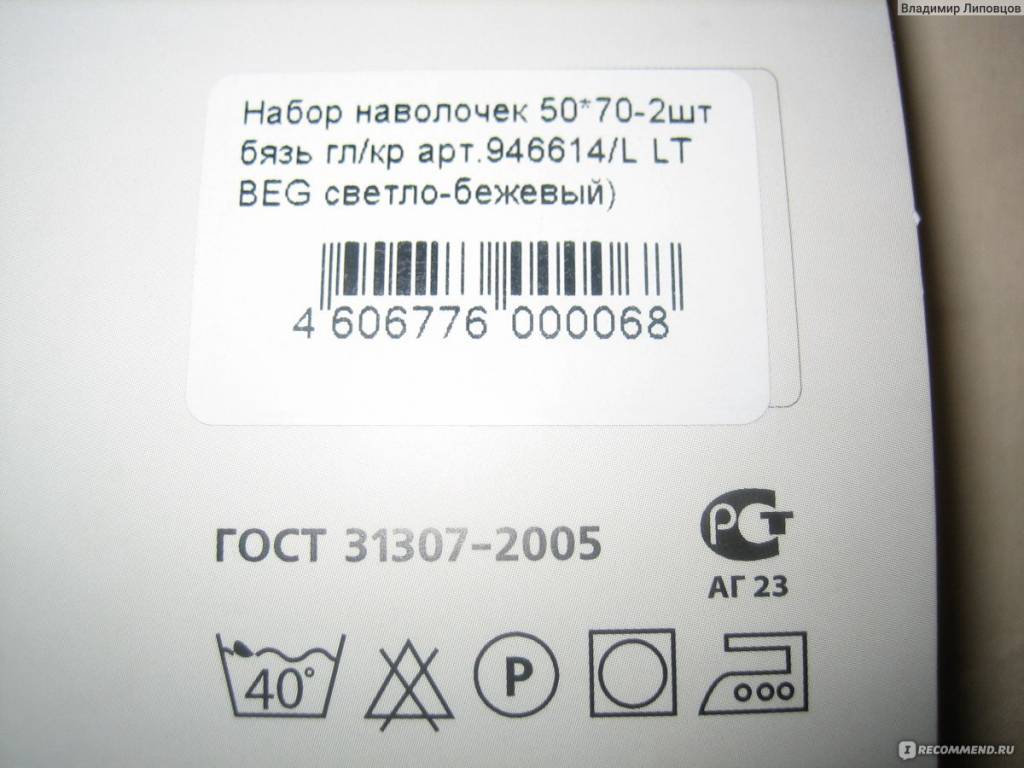 Владимир Липовцов
Набор наволочек 50*70-2шт
бязь гл/кр арт.946614/L LT
BEG светло-бежевый)
4 606776 000068
ГОСТ 31307-2005
РСТ
АГ 23
40° P
IRECOMMEND.RU